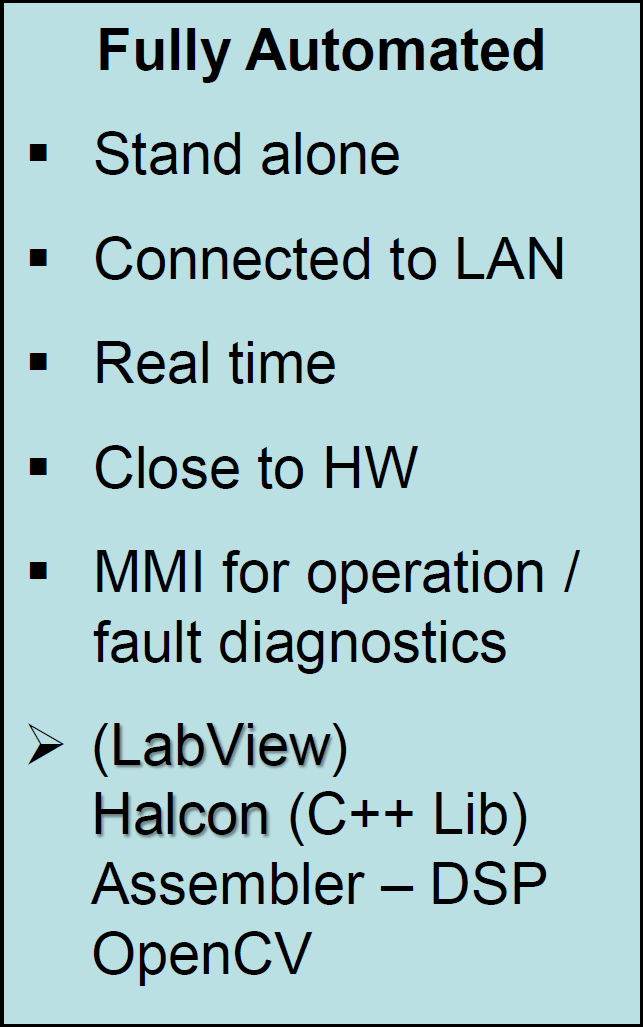 Fully Automated
▪ Stand alone
▪ Connected to LAN
▪ Real time
▪ Close to HW
▪ MMI for operation /
fault diagnostics
➢ (LabView)
Halcon (C++ Lib)
Assembler – DSP
OpenCV